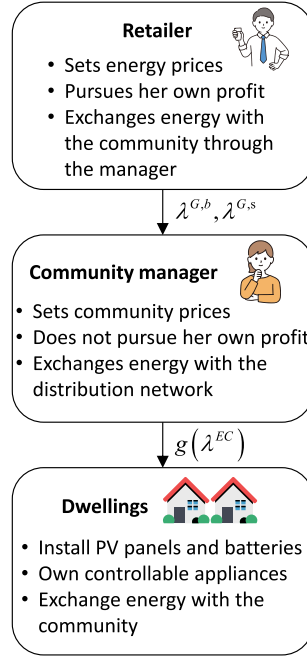 Retailer
• Sets energy prices
• Pursues her own profit
• Exchanges energy with
the community through
the manager
λ^{G,b}, λ^{G,s}
Community manager
• Sets community prices
• Does not pursue her own profit
• Exchanges energy with the
distribution network
g(λ^{EC})
Dwellings
• Install PV panels and batteries
• Own controllable appliances
• Exchange energy with the
community